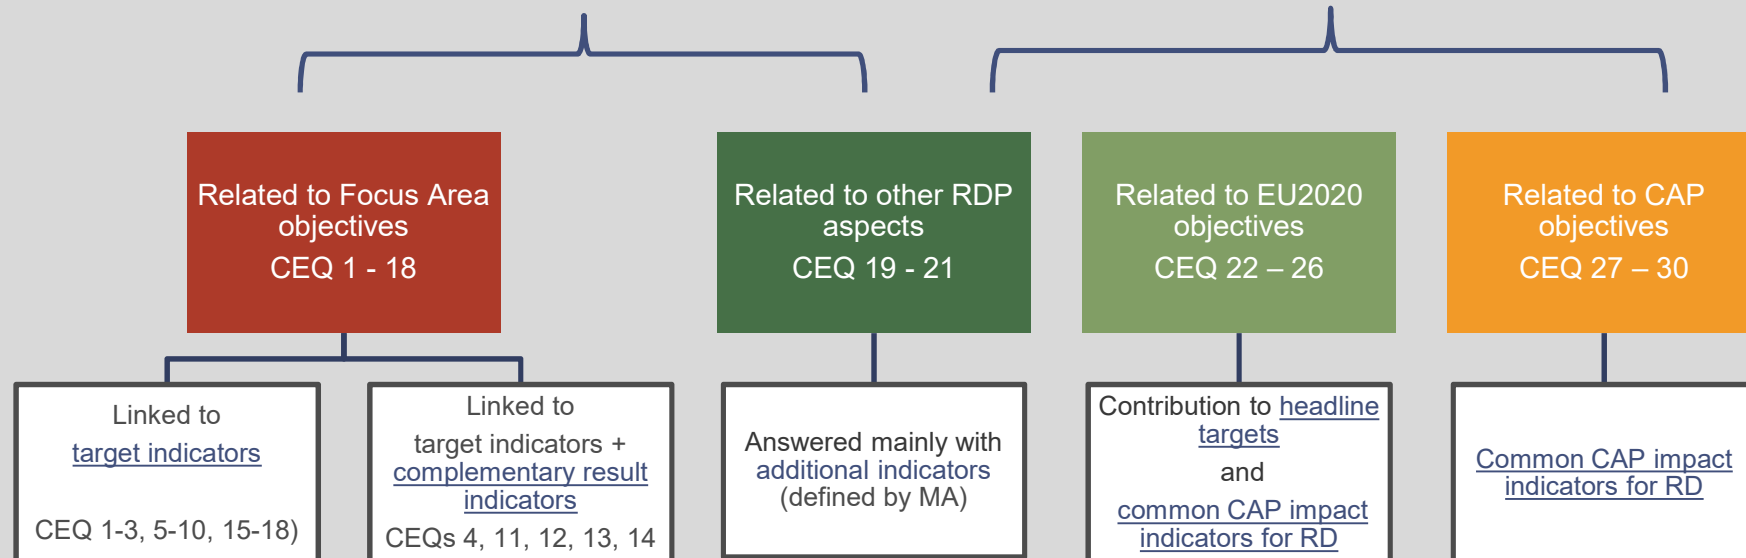 Related to Focus Area
objectives
CEQ 1 - 18
Related to other RDP
aspects
CEQ 19 - 21
Related to EU2020
objectives
CEQ 22 – 26
Related to CAP
objectives
CEQ 27 – 30
Linked to
target indicators
CEQ 1-3, 5-10, 15-18)
Linked to
target indicators +
complementary result
indicators
CEQs 4, 11, 12, 13, 14
Answered mainly with
additional indicators
(defined by MA)
Contribution to headline
targets
and
common CAP impact
indicators for RD
Common CAP impact
indicators for RD